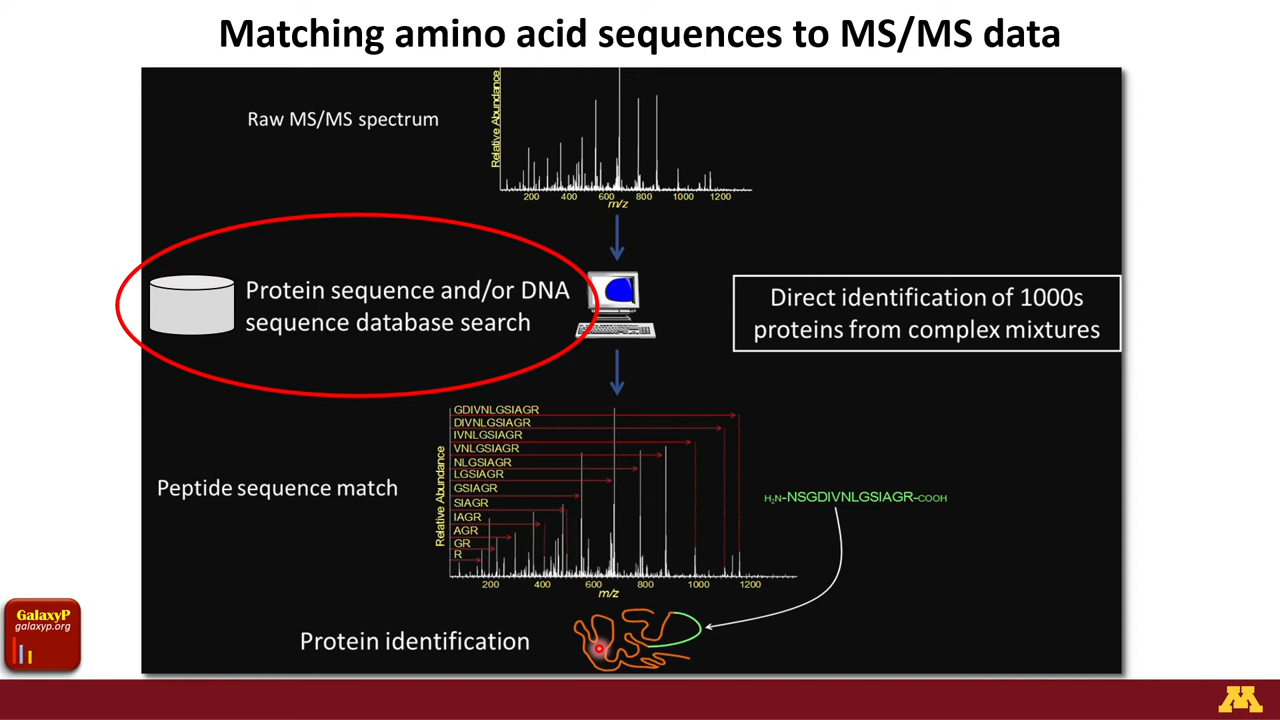 Matching amino acid sequences to MS/MS data
Raw MS/MS spectrum
Relative Abundance
200 400 600 800 1000 1200
m/z
Protein sequence and/or DNA
sequence database search
Direct identification of 1000s
proteins from complex mixtures
Peptide sequence match
Relative Abundance
GDIVNLGSIAGR
DIVNLGSIAGR
IVNLGSIAGR
VNLGSIAGR
NLGSIAGR
LGSIAGR
GSIAGR
SIAGR
IAGR
AGR
GR
R
200 400 600 800 1000 1200
m/z
H₂N-NSGDIVNLGSIAGR-COOH
Protein identification
GalaxyP
galaxyp.org
M